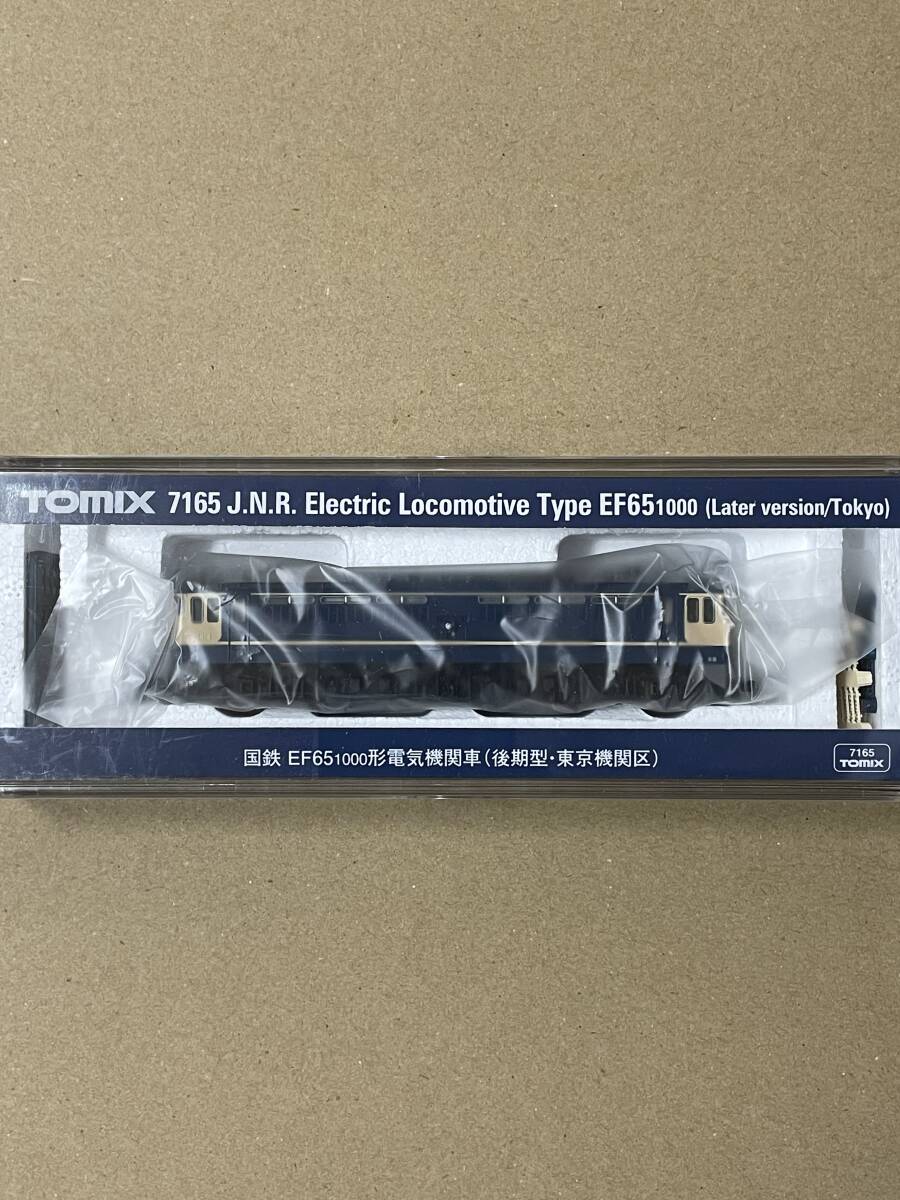 TOMIX 7165 J.N.R. Electric Locomotive Type EF651000 (Later version/Tokyo)
国鉄 EF651000形電気機関車(後期型・東京機関区)
7165
TOMIX